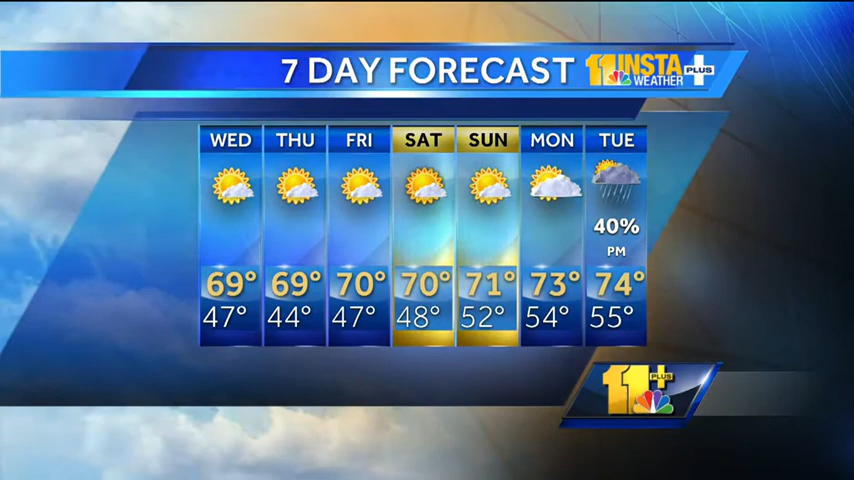 7 DAY FORECAST 11 INSTA WEATHER PLUS
WED THU FRI SAT SUN MON TUE
40%
PM
69° 69° 70° 70° 71° 73° 74°
47° 44° 47° 48° 52° 54° 55°
11 PLUS